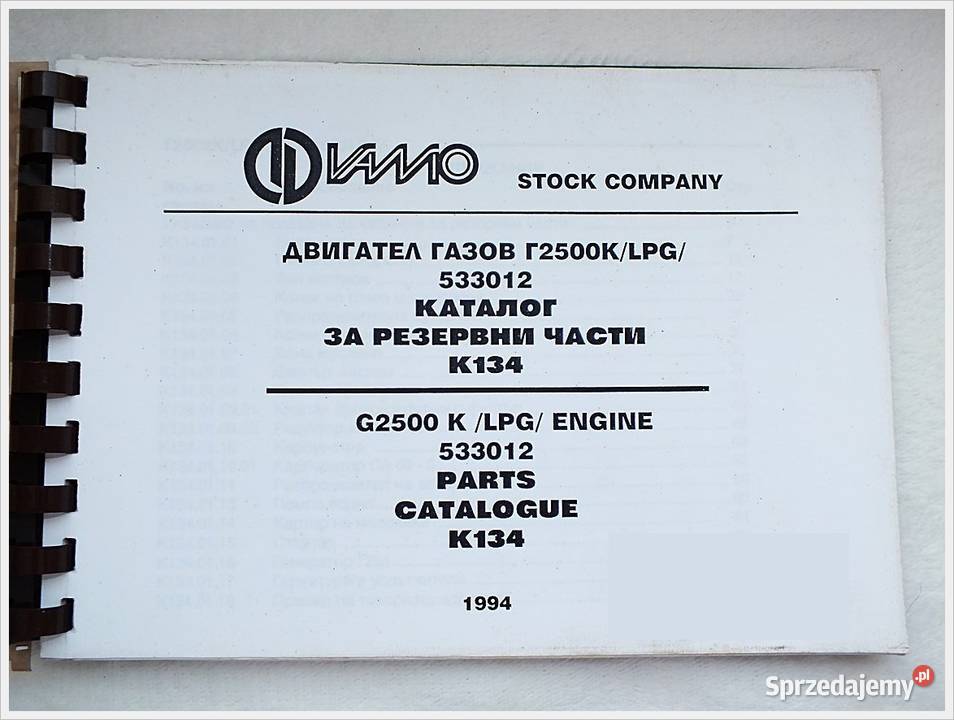 VAMO STOCK COMPANY
ДВИГАТЕЛ ГАЗОВ Г2500К/LPG/
533012
КАТАЛОГ
ЗА РЕЗЕРВНИ ЧАСТИ
К134
G2500 K /LPG/ ENGINE
533012
PARTS
CATALOGUE
K134
1994
Sprzedajemy.pl